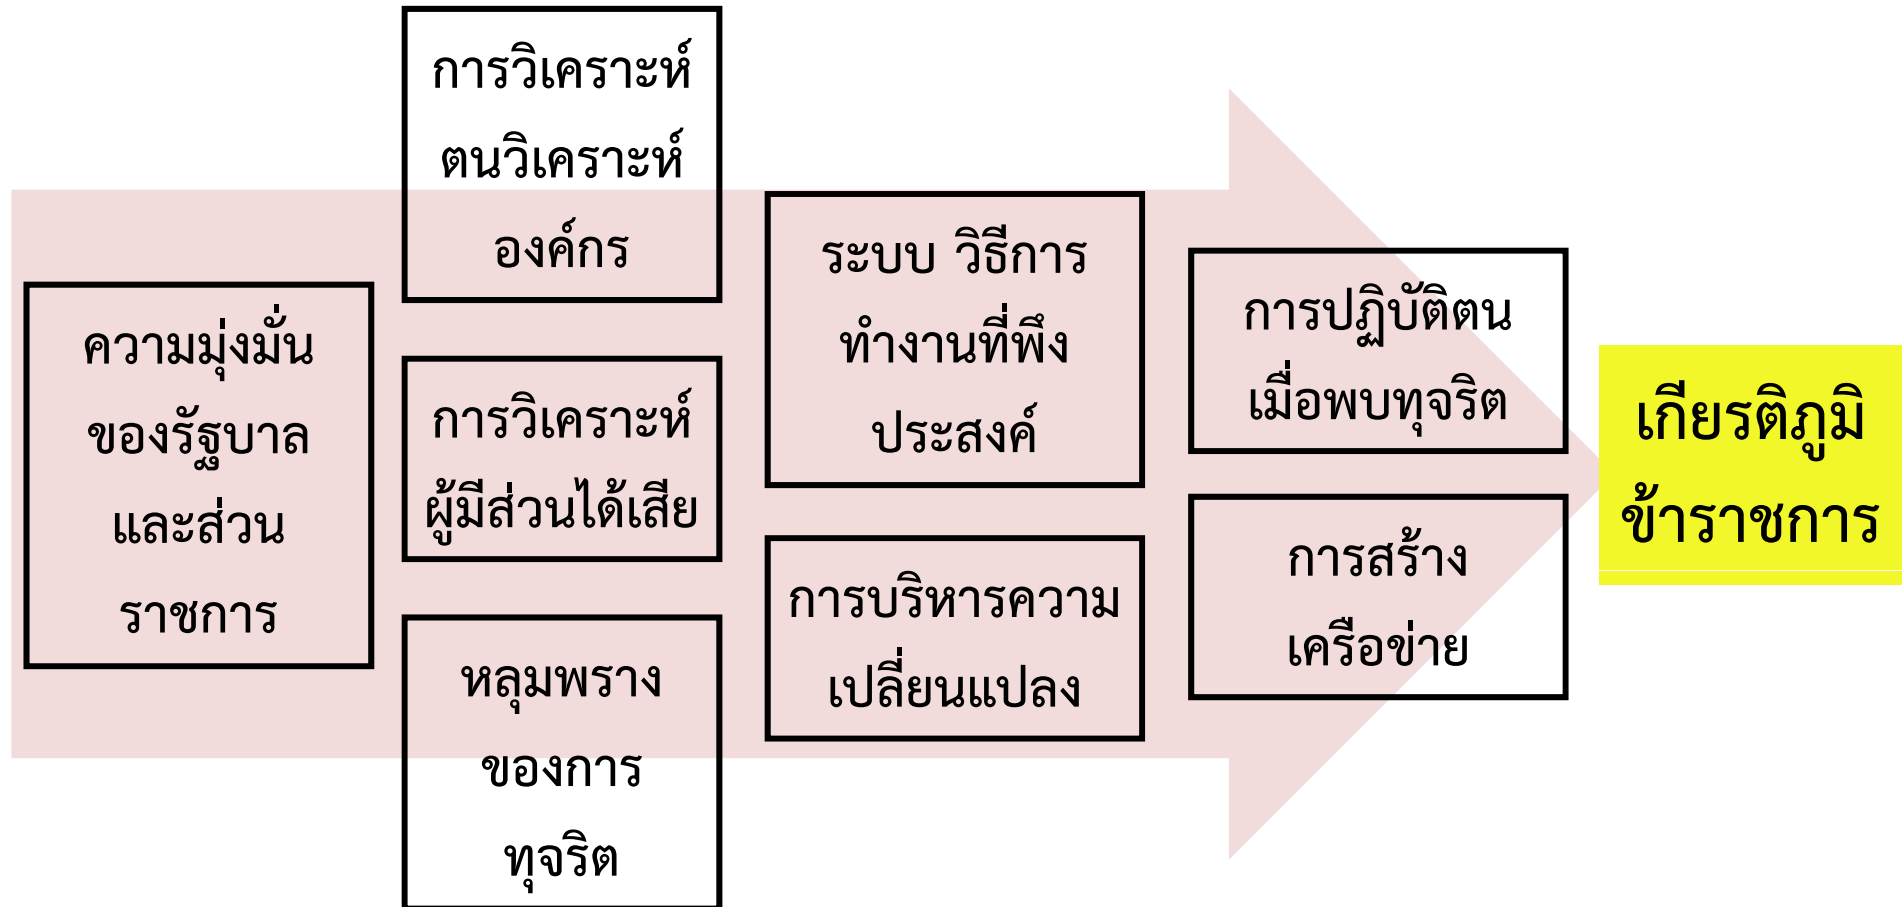 ความมุ่งมั่น
ของรัฐบาล
และส่วน
ราชการ
การวิเคราะห์
ตนวิเคราะห์
องค์กร
การวิเคราะห์
ผู้มีส่วนได้เสีย
หลุมพราง
ของการ
ทุจริต
ระบบ วิธีการ
ทำงานที่พึง
ประสงค์
การบริหารความ
เปลี่ยนแปลง
การปฏิบัติตน
เมื่อพบทุจริต
การสร้าง
เครือข่าย
เกียรติภูมิ
ข้าราชการ